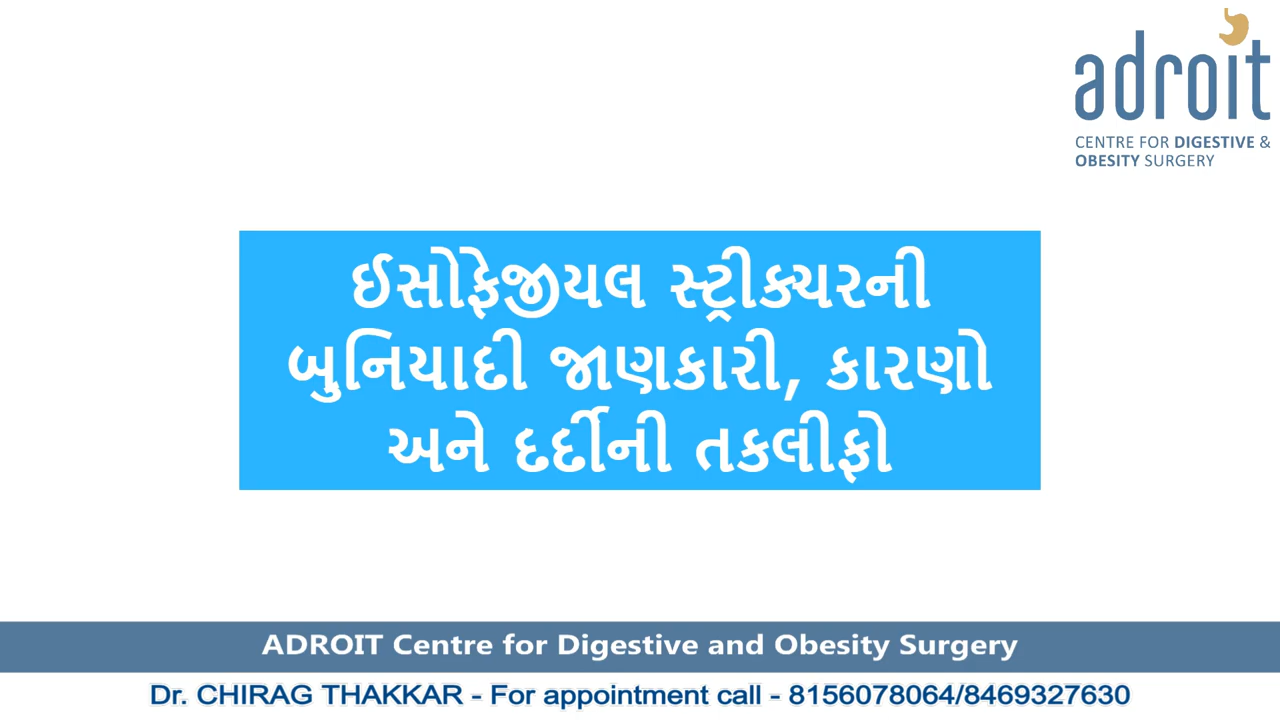 adroit
CENTRE FOR DIGESTIVE &
OBESITY SURGERY
ઈસોફેજીયલ સ્ટ્રીક્ચરની
બુનિયાદી જાણકારી, કારણો
અને દર્દીની તકલીફો
ADROIT Centre for Digestive and Obesity Surgery
Dr. CHIRAG THAKKAR - For appointment call - 8156078064/8469327630